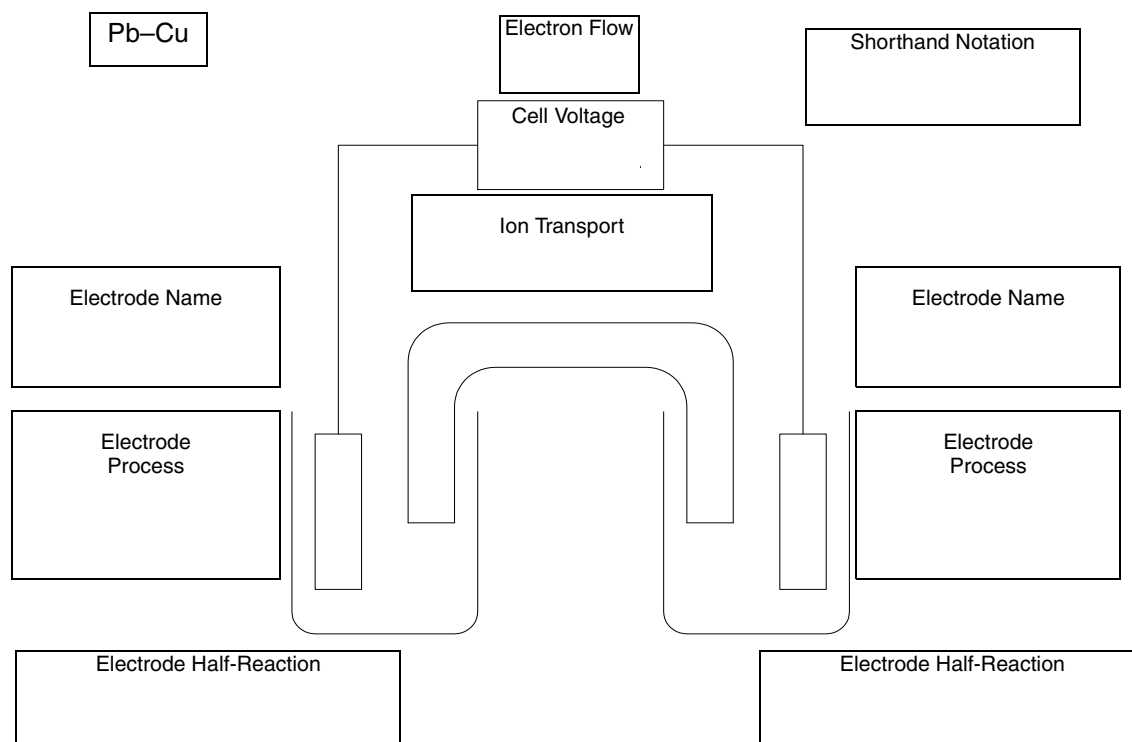 Pb–Cu
Electron Flow
Shorthand Notation
Cell Voltage
Ion Transport
Electrode Name
Electrode Name
Electrode
Process
Electrode
Process
Electrode Half-Reaction
Electrode Half-Reaction